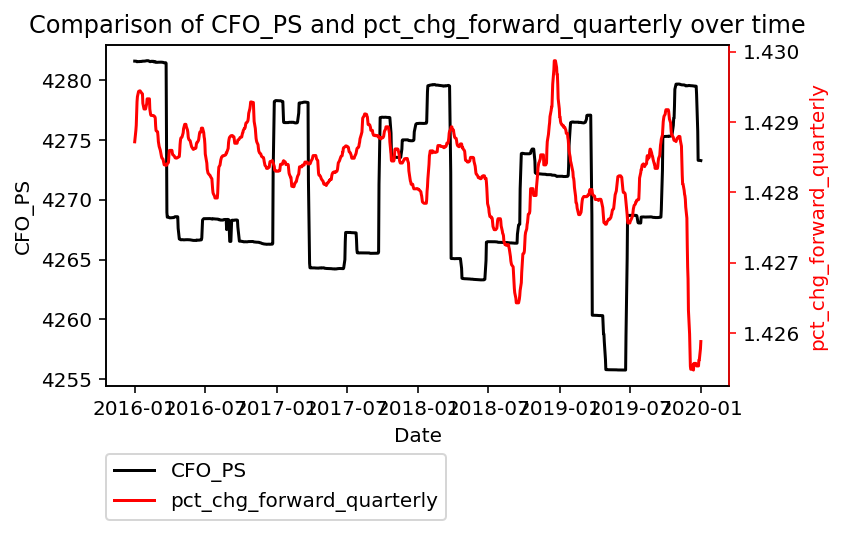 Comparison of CFO_PS and pct_chg_forward_quarterly over time
CFO_PS
4280
4275
4270
4265
4260
4255
1.430
1.429
1.428
1.427
1.426
pct_chg_forward_quarterly
2016-01 2016-07 2017-01 2017-07 2018-01 2018-07 2019-01 2019-07 2020-01
Date
CFO_PS
pct_chg_forward_quarterly